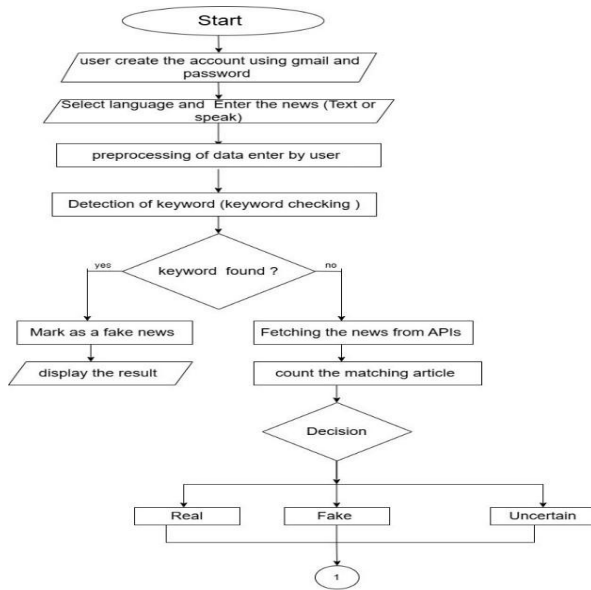 Start
user create the account using gmail and
password
Select language and Enter the news (Text or
speak)
preprocessing of data enter by user
Detection of keyword (keyword checking )
yes
keyword found ?
no
Mark as a fake news
Fetching the news from APIs
display the result
count the matching article
Decision
Real
Fake
Uncertain
1